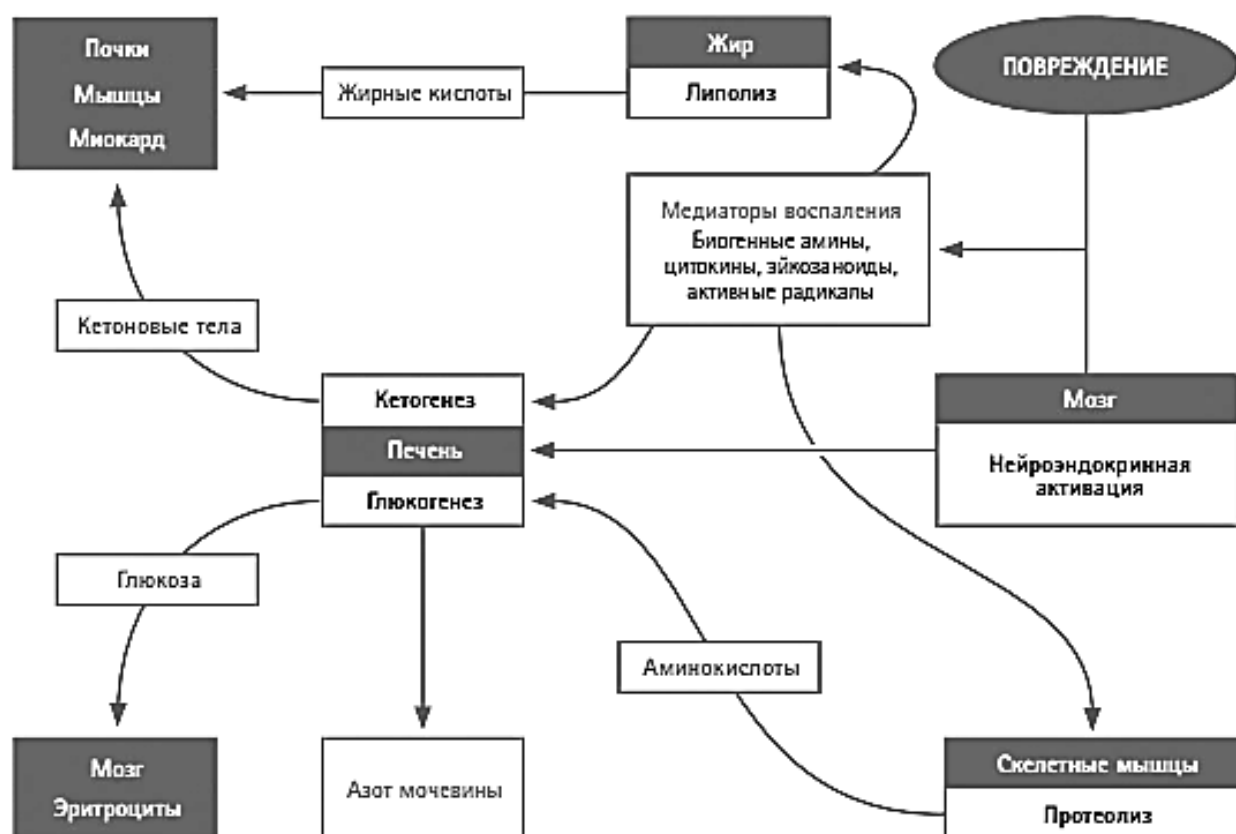 Почки
Мышцы
Миокард
Жирные кислоты
Жир
Липолиз
ПОВРЕЖДЕНИЕ
Медиаторы воспаления
Биогенные амины,
цитокины, эйкозаноиды,
активные радикалы
Кетоновые тела
Кетогенез
Печень
Глюкогенез
Мозг
Нейроэндокринная
активация
Глюкоза
Аминокислоты
Мозг
Эритроциты
Азот мочевины
Скелетные мышцы
Протеолиз